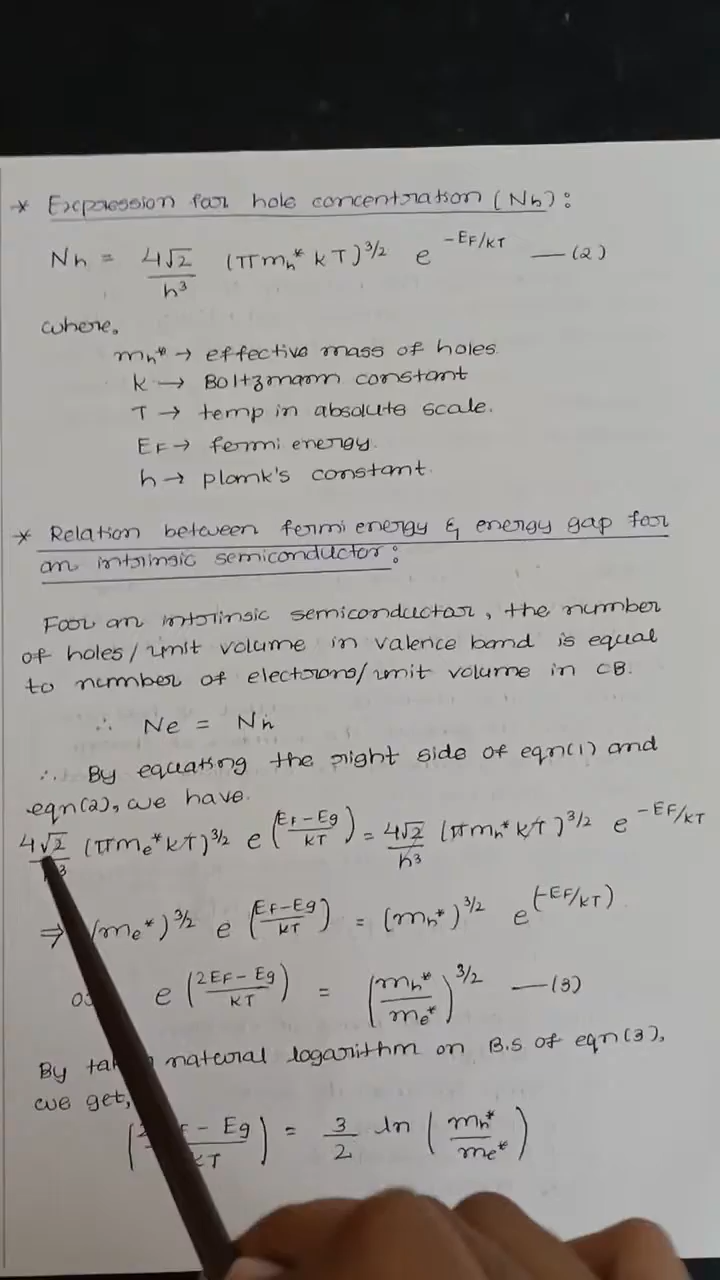 * Expression for hole concentration (Nh):
Nh = 4√2/h³ (πmh* kT)^3/2 e^-EF/KT —(2)
where,
mh* → effective mass of holes.
k → Boltzmann constant
T → temp in absolute scale.
EF → fermi energy.
h → plank's constant.
* Relation between fermi energy & energy gap for
an intrinsic semiconductor:
For an intrinsic semiconductor, the number
of holes/unit volume in valence band is equal
to number of electrons/unit volume in CB.
∴ Ne = Nh
∴ By equating the right side of eqn(1) and
eqn(2), we have.
4√2/h³ (πme* kT)^3/2 e^((EF-Eg)/KT) = 4√2/h³ (πmh* kT)^3/2 e^-EF/KT
⇒ (me*)^3/2 e^((EF-Eg)/KT) = (mh*)^3/2 e^(-EF/KT)
e^((2EF-Eg)/KT) = (mh*/me*)^3/2 —(3)
By natural logarithm on B.S of eqn(3),
we get,
(2EF - Eg/KT) = 3/2 ln (mh*/me*)